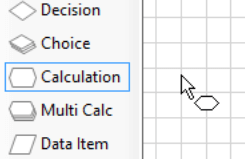 Decision
Choice
Calculation
Multi Calc
Data Item